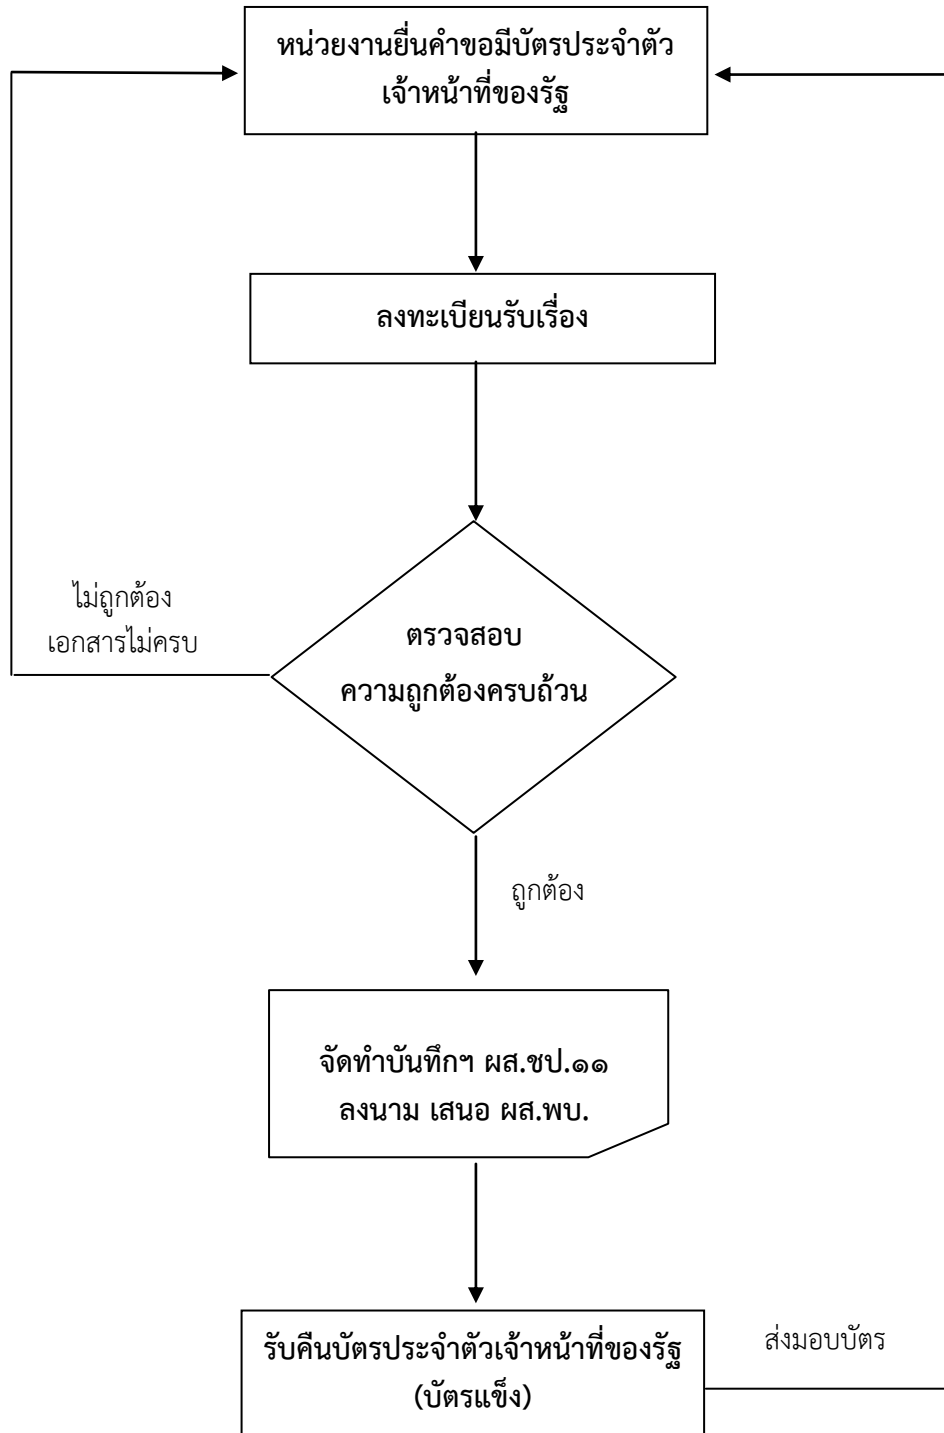 หน่วยงานยื่นคำขอมีบัตรประจำตัว
เจ้าหน้าที่ของรัฐ
ลงทะเบียนรับเรื่อง
ไม่ถูกต้อง
เอกสารไม่ครบ
ตรวจสอบ
ความถูกต้องครบถ้วน
ถูกต้อง
จัดทำบันทึกฯ ผส.ชป.๑๑
ลงนาม เสนอ ผส.พบ.
รับคืนบัตรประจำตัวเจ้าหน้าที่ของรัฐ
(บัตรแข็ง)
ส่งมอบบัตร